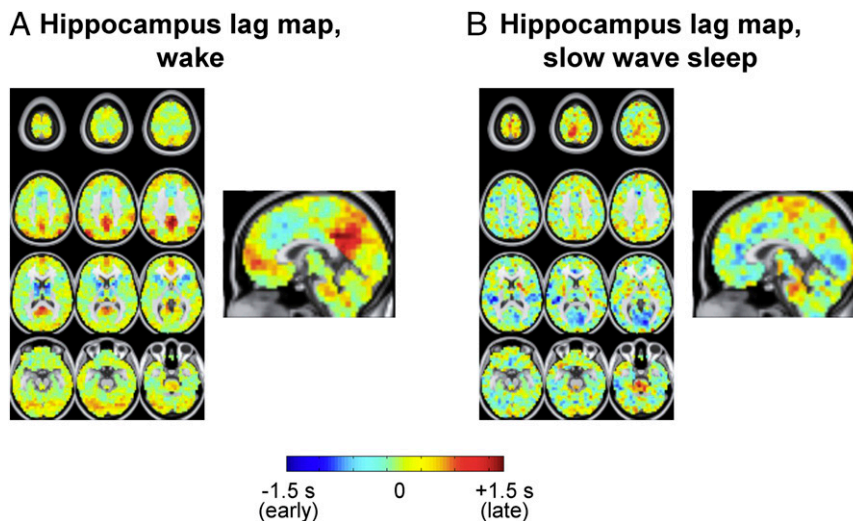 A Hippocampus lag map,
wake
B Hippocampus lag map,
slow wave sleep
-1.5 s 0 +1.5 s
(early) (late)